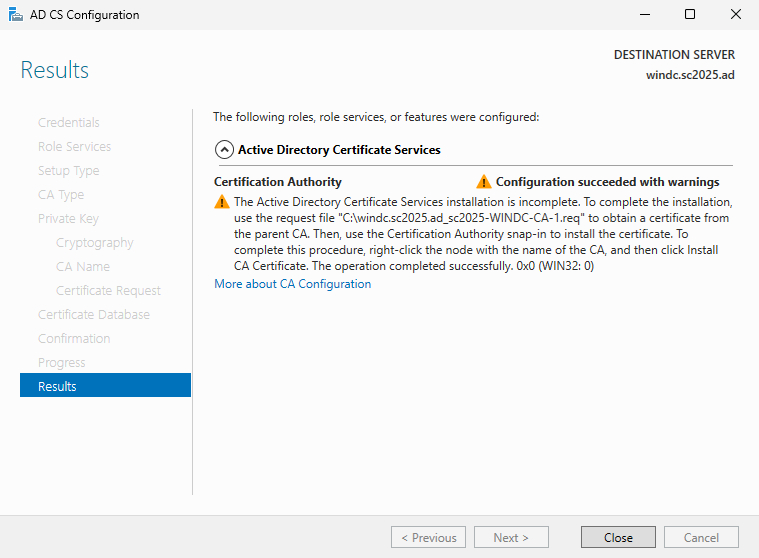 AD CS Configuration
Results
DESTINATION SERVER
windc.sc2025.ad
Credentials
Role Services
Setup Type
CA Type
Private Key
Cryptography
CA Name
Certificate Request
Certificate Database
Confirmation
Progress
Results
The following roles, role services, or features were configured:
Active Directory Certificate Services
Certification Authority
Configuration succeeded with warnings
The Active Directory Certificate Services installation is incomplete. To complete the installation,
use the request file "C:\windc.sc2025.ad_sc2025-WINDC-CA-1.req" to obtain a certificate from
the parent CA. Then, use the Certification Authority snap-in to install the certificate. To
complete this procedure, right-click the node with the name of the CA, and then click Install
CA Certificate. The operation completed successfully. 0x0 (WIN32: 0)
More about CA Configuration
< Previous
Next >
Close
Cancel